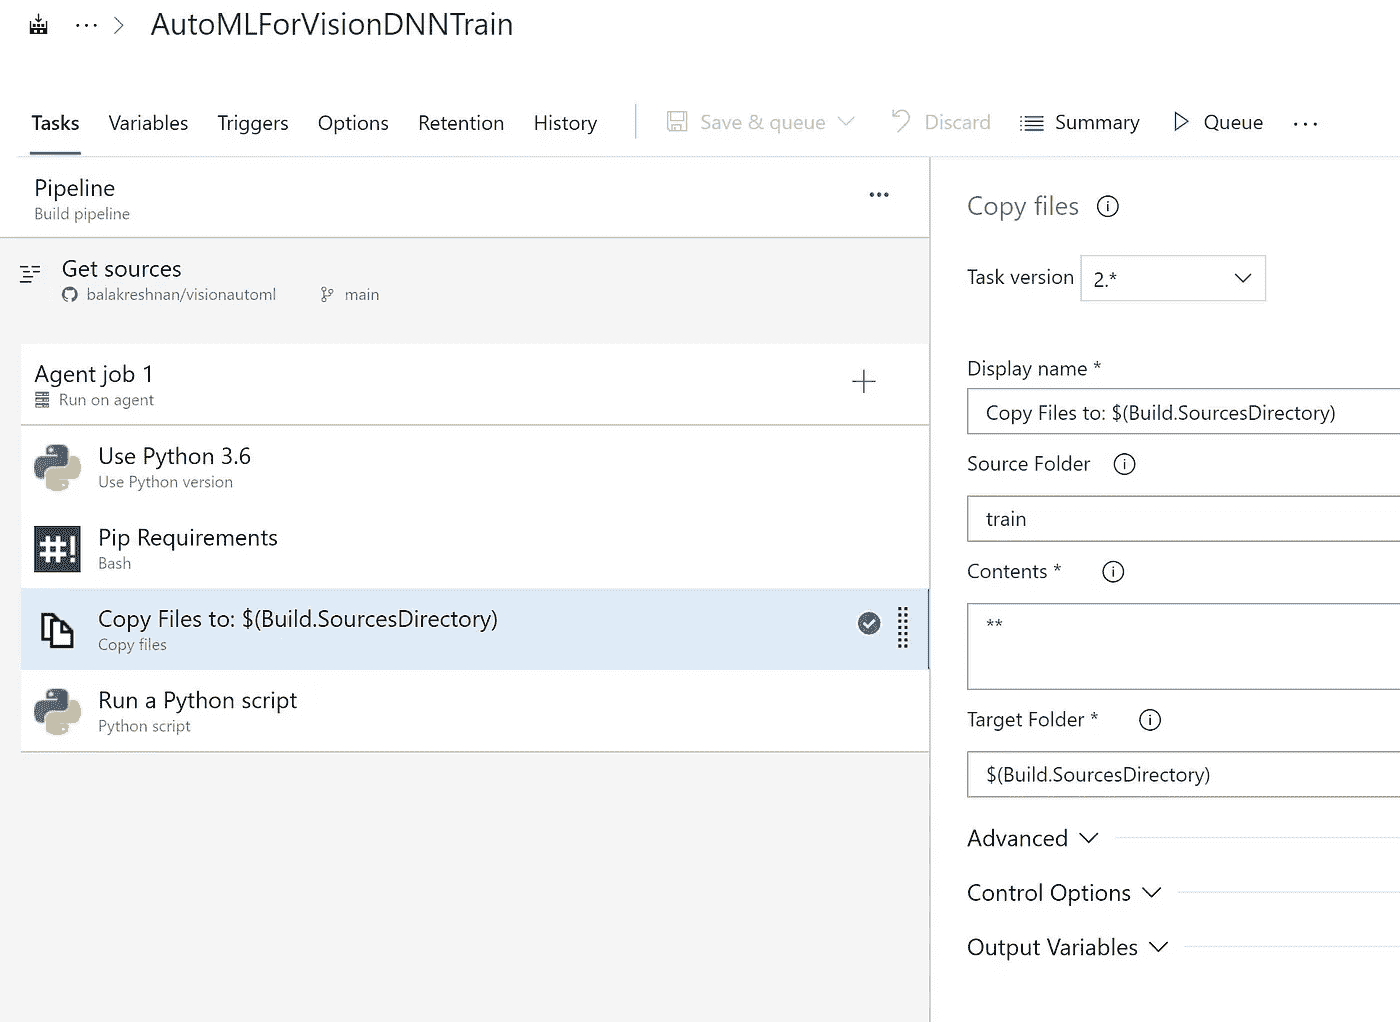 AutoMLForVisionDNNTrain
Tasks Variables Triggers Options Retention History Save & queue Discard Summary Queue ...
Pipeline
Build pipeline
Get sources
balakreshnan/visionautoml main
Agent job 1
Run on agent
Use Python 3.6
Use Python version
Pip Requirements
Bash
Copy Files to: $(Build.SourcesDirectory)
Copy files
Run a Python script
Python script
Copy files
Task version 2.*
Display name *
Copy Files to: $(Build.SourcesDirectory)
Source Folder
train
Contents *
**
Target Folder *
$(Build.SourcesDirectory)
Advanced
Control Options
Output Variables